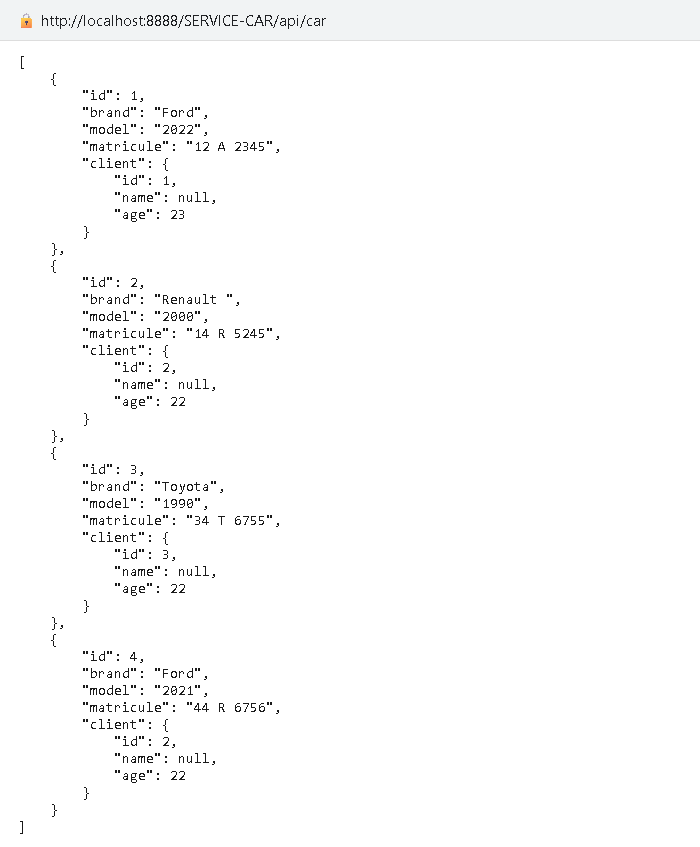 http://localhost:8888/SERVICE-CAR/api/car
[
    {
        "id": 1,
        "brand": "Ford",
        "model": "2022",
        "matricule": "12 A 2345",
        "client": {
            "id": 1,
            "name": null,
            "age": 23
        }
    },
    {
        "id": 2,
        "brand": "Renault ",
        "model": "2000",
        "matricule": "14 R 5245",
        "client": {
            "id": 2,
            "name": null,
            "age": 22
        }
    },
    {
        "id": 3,
        "brand": "Toyota",
        "model": "1990",
        "matricule": "34 T 6755",
        "client": {
            "id": 3,
            "name": null,
            "age": 22
        }
    },
    {
        "id": 4,
        "brand": "Ford",
        "model": "2021",
        "matricule": "44 R 6756",
        "client": {
            "id": 2,
            "name": null,
            "age": 22
        }
    }
]